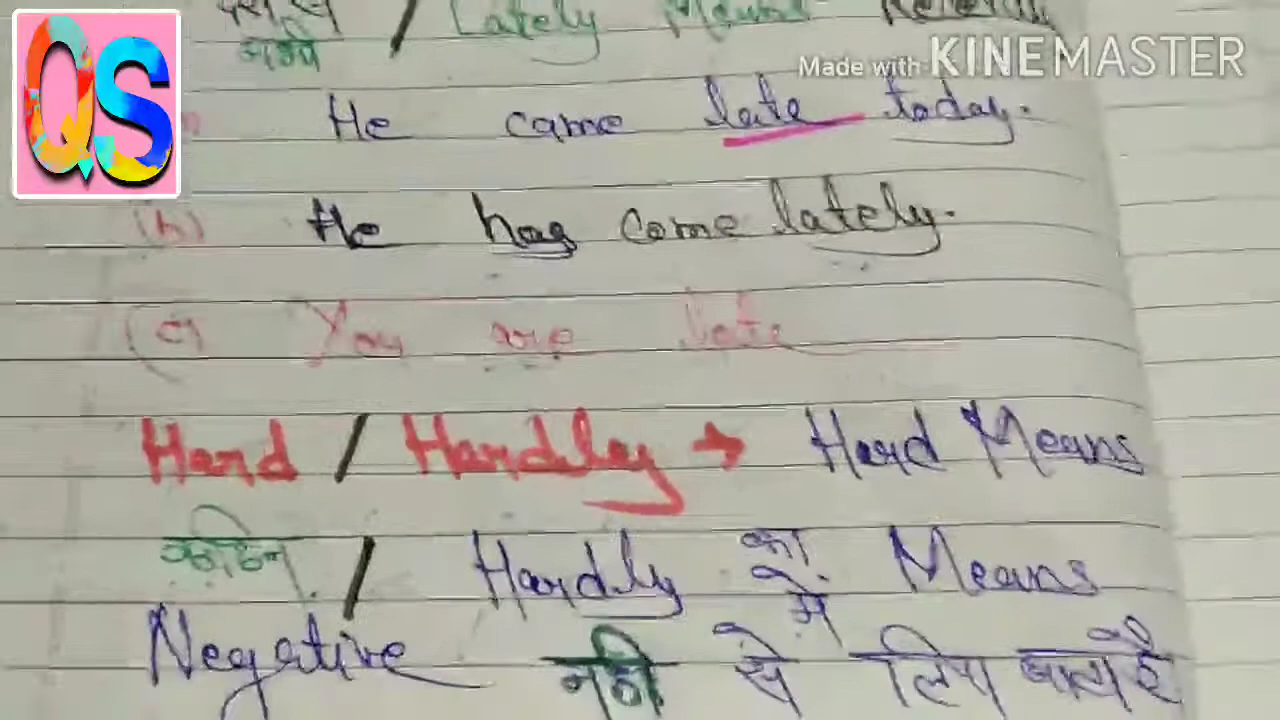 QS
Made with KINEMASTER
/ Lately Means
He came late today.
(b) He has come lately.
You are late
Hard / Hardly → Hard Means
कठिन / Hardly का Means
में
Negative नही से लिया जाता है